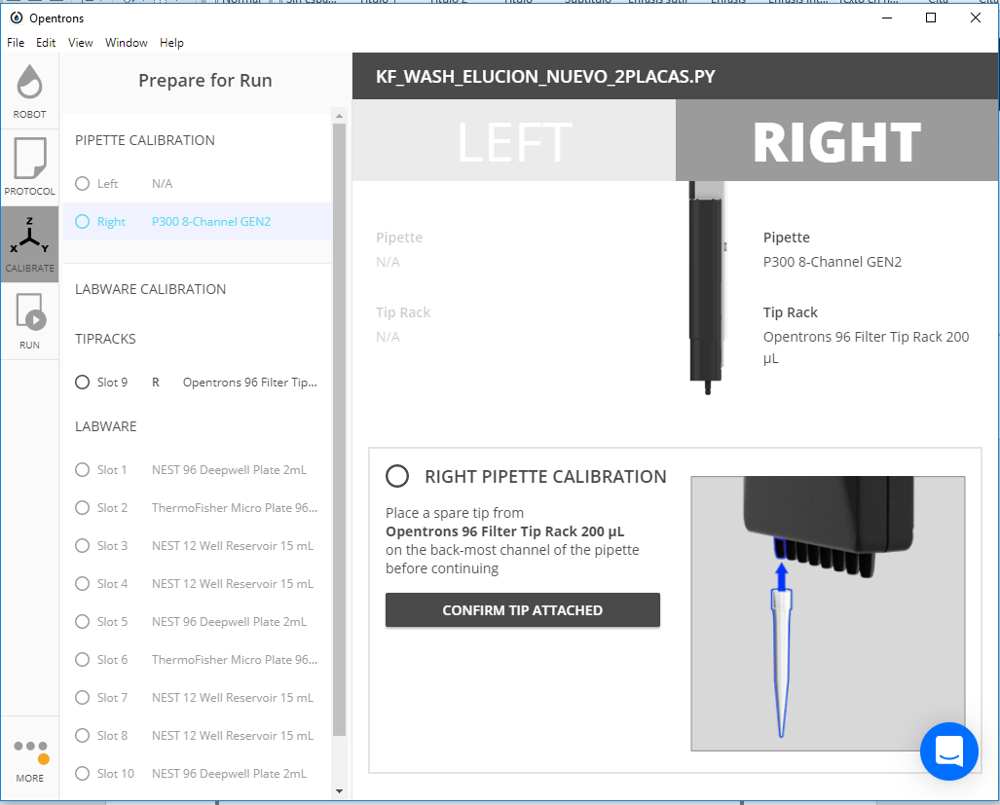 Opentrons
File Edit View Window Help
ROBOT
PROTOCOL
Z
X Y
CALIBRATE
RUN
MORE
Prepare for Run
PIPETTE CALIBRATION
Left N/A
Right P300 8-Channel GEN2
LABWARE CALIBRATION
TIPRACKS
Slot 9 R Opentrons 96 Filter Tip...
LABWARE
Slot 1 NEST 96 Deepwell Plate 2mL
Slot 2 ThermoFisher Micro Plate 96...
Slot 3 NEST 12 Well Reservoir 15 mL
Slot 4 NEST 12 Well Reservoir 15 mL
Slot 5 NEST 96 Deepwell Plate 2mL
Slot 6 ThermoFisher Micro Plate 96...
Slot 7 NEST 12 Well Reservoir 15 mL
Slot 8 NEST 12 Well Reservoir 15 mL
Slot 10 NEST 96 Deepwell Plate 2mL
KF_WASH_ELUCION_NUEVO_2PLACAS.PY
LEFT RIGHT
Pipette
N/A
Tip Rack
N/A
Pipette
P300 8-Channel GEN2
Tip Rack
Opentrons 96 Filter Tip Rack 200
µL
RIGHT PIPETTE CALIBRATION
Place a spare tip from
Opentrons 96 Filter Tip Rack 200 µL
on the back-most channel of the pipette
before continuing
CONFIRM TIP ATTACHED